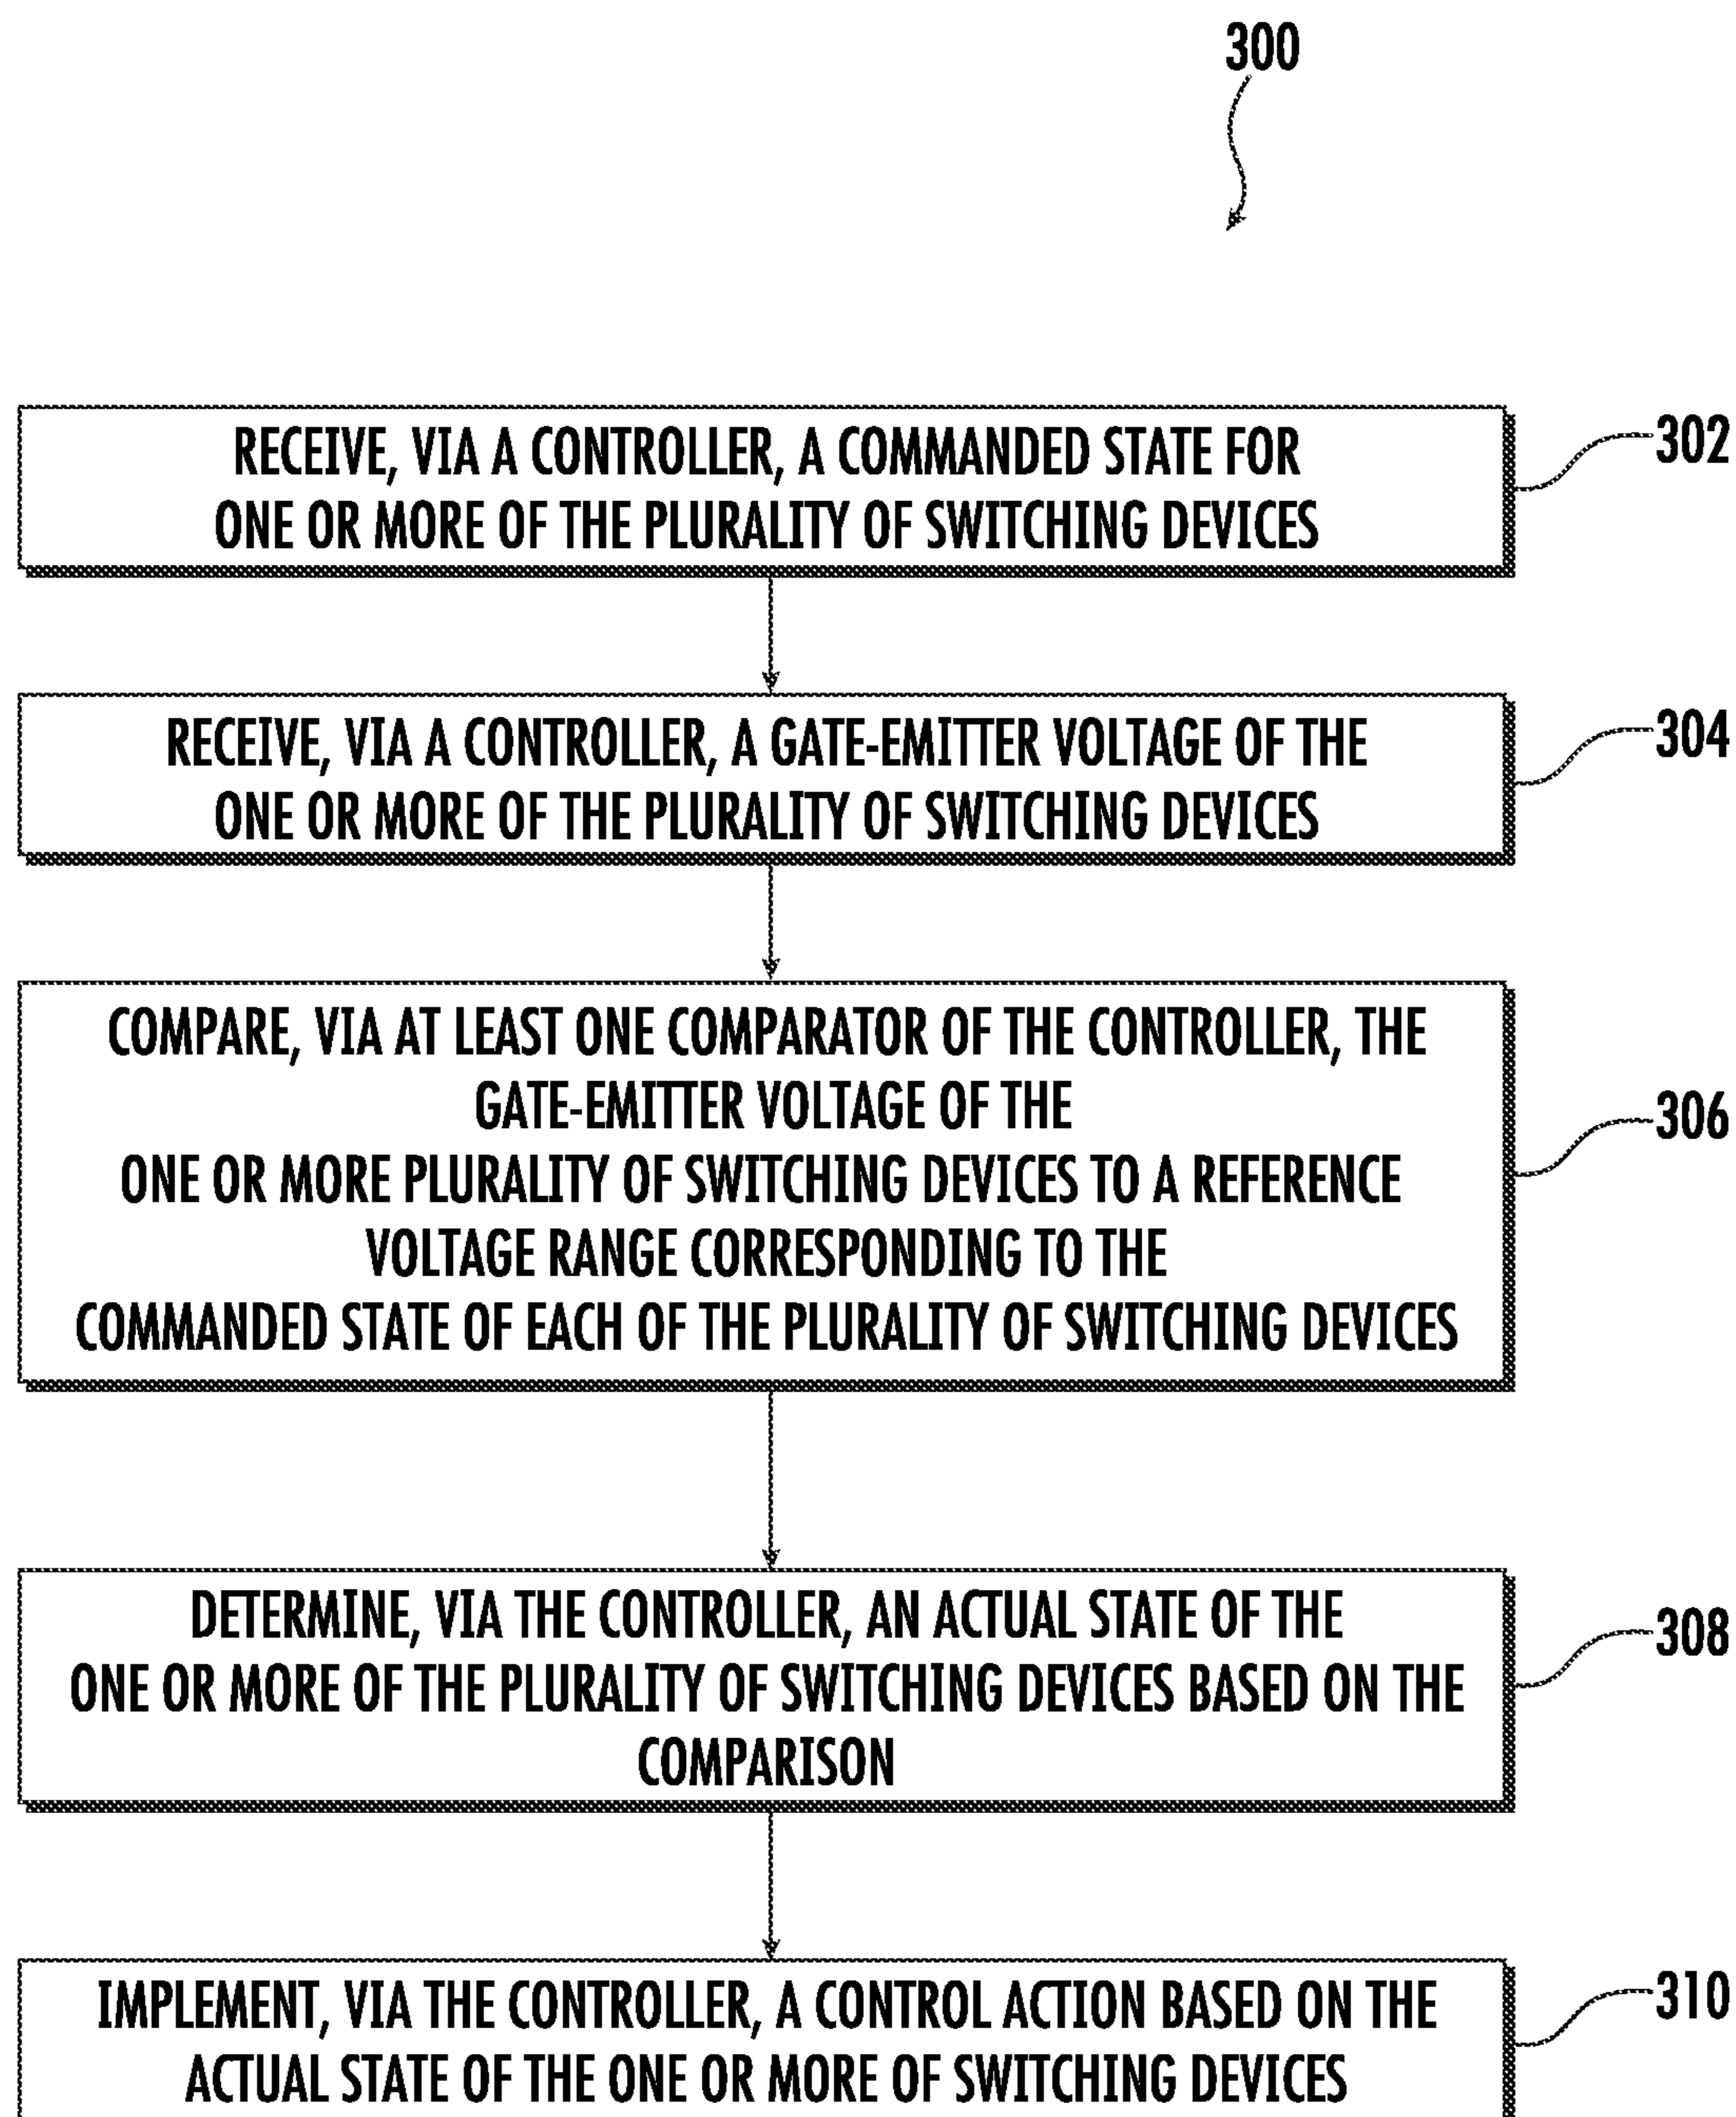 300
RECEIVE, VIA A CONTROLLER, A COMMANDED STATE FOR
ONE OR MORE OF THE PLURALITY OF SWITCHING DEVICES
302
RECEIVE, VIA A CONTROLLER, A GATE-EMITTER VOLTAGE OF THE
ONE OR MORE OF THE PLURALITY OF SWITCHING DEVICES
304
COMPARE, VIA AT LEAST ONE COMPARATOR OF THE CONTROLLER, THE
GATE-EMITTER VOLTAGE OF THE
ONE OR MORE PLURALITY OF SWITCHING DEVICES TO A REFERENCE
VOLTAGE RANGE CORRESPONDING TO THE
COMMANDED STATE OF EACH OF THE PLURALITY OF SWITCHING DEVICES
306
DETERMINE, VIA THE CONTROLLER, AN ACTUAL STATE OF THE
ONE OR MORE OF THE PLURALITY OF SWITCHING DEVICES BASED ON THE
COMPARISON
308
IMPLEMENT, VIA THE CONTROLLER, A CONTROL ACTION BASED ON THE
ACTUAL STATE OF THE ONE OR MORE OF SWITCHING DEVICES
310